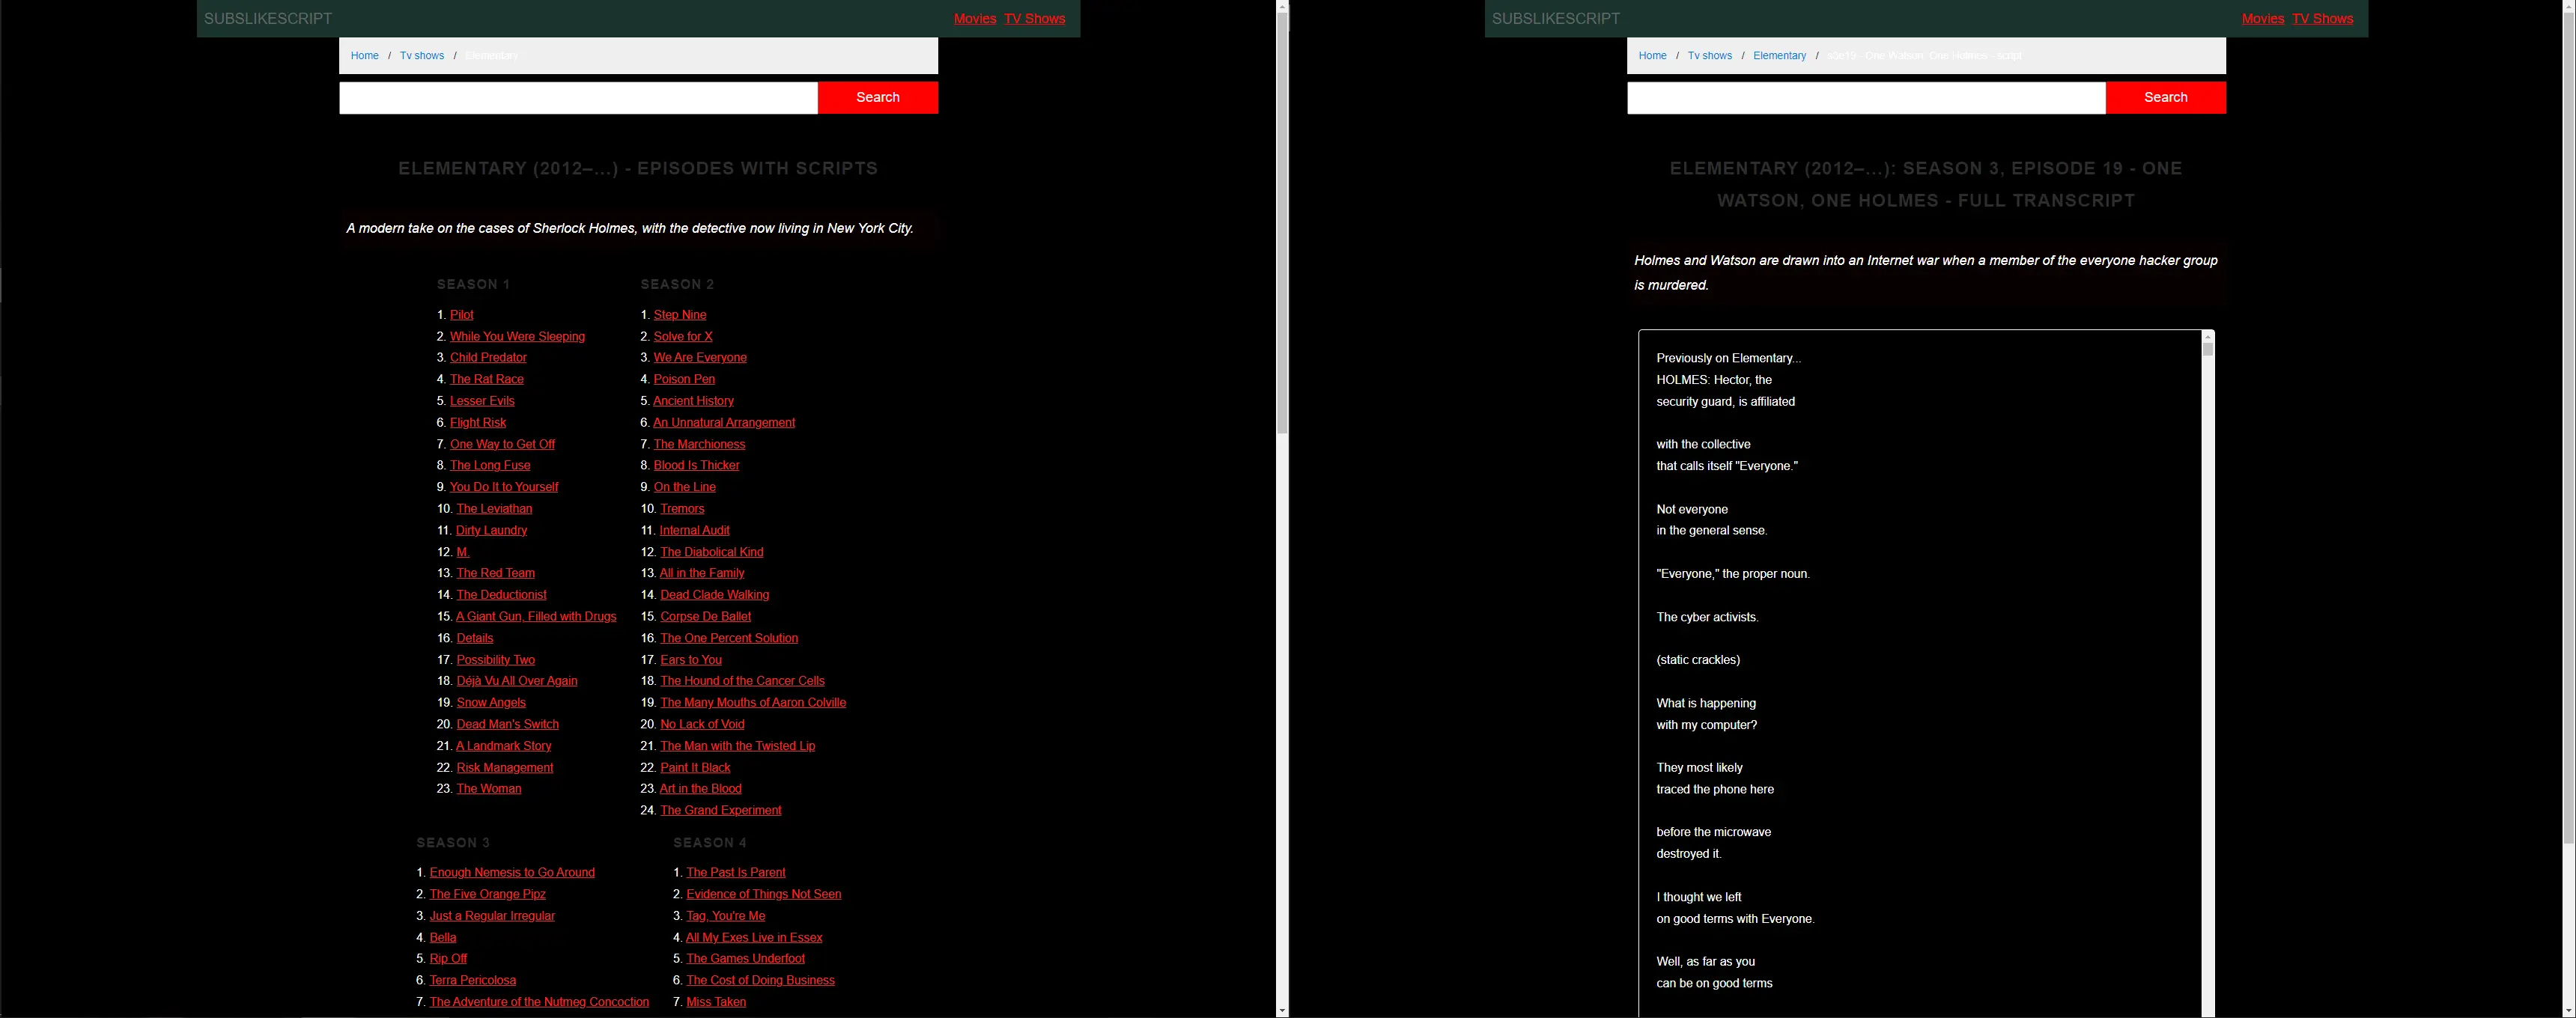 SUBSLIKESCRIPT
Movies TV Shows
Home / Tv shows / Elementary
Search
ELEMENTARY (2012–…) - EPISODES WITH SCRIPTS
A modern take on the cases of Sherlock Holmes, with the detective now living in New York City.
SEASON 1
1. Pilot
2. While You Were Sleeping
3. Child Predator
4. The Rat Race
5. Lesser Evils
6. Flight Risk
7. One Way to Get Off
8. The Long Fuse
9. You Do It to Yourself
10. The Leviathan
11. Dirty Laundry
12. M.
13. The Red Team
14. The Deductionist
15. A Giant Gun, Filled with Drugs
16. Details
17. Possibility Two
18. Déjà Vu All Over Again
19. Snow Angels
20. Dead Man's Switch
21. A Landmark Story
22. Risk Management
23. The Woman
SEASON 2
1. Step Nine
2. Solve for X
3. We Are Everyone
4. Poison Pen
5. Ancient History
6. An Unnatural Arrangement
7. The Marchioness
8. Blood Is Thicker
9. On the Line
10. Tremors
11. Internal Audit
12. The Diabolical Kind
13. All in the Family
14. Dead Clade Walking
15. Corpse De Ballet
16. The One Percent Solution
17. Ears to You
18. The Hound of the Cancer Cells
19. The Many Mouths of Aaron Colville
20. No Lack of Void
21. The Man with the Twisted Lip
22. Paint It Black
23. Art in the Blood
24. The Grand Experiment
SEASON 3
1. Enough Nemesis to Go Around
2. The Five Orange Pipz
3. Just a Regular Irregular
4. Bella
5. Rip Off
6. Terra Pericolosa
7. The Adventure of the Nutmeg Concoction
SEASON 4
1. The Past Is Parent
2. Evidence of Things Not Seen
3. Tag, You're Me
4. All My Exes Live in Essex
5. The Games Underfoot
6. The Cost of Doing Business
7. Miss Taken
SUBSLIKESCRIPT
Movies TV Shows
Home / Tv shows / Elementary / s3e19 - One Watson, One Holmes - script
Search
ELEMENTARY (2012–…): SEASON 3, EPISODE 19 - ONE
WATSON, ONE HOLMES - FULL TRANSCRIPT
Holmes and Watson are drawn into an Internet war when a member of the everyone hacker group
is murdered.
Previously on Elementary...
HOLMES: Hector, the
security guard, is affiliated
with the collective
that calls itself "Everyone."
Not everyone
in the general sense.
"Everyone," the proper noun.
The cyber activists.
(static crackles)
What is happening
with my computer?
They most likely
traced the phone here
before the microwave
destroyed it.
I thought we left
on good terms with Everyone.
Well, as far as you
can be on good terms